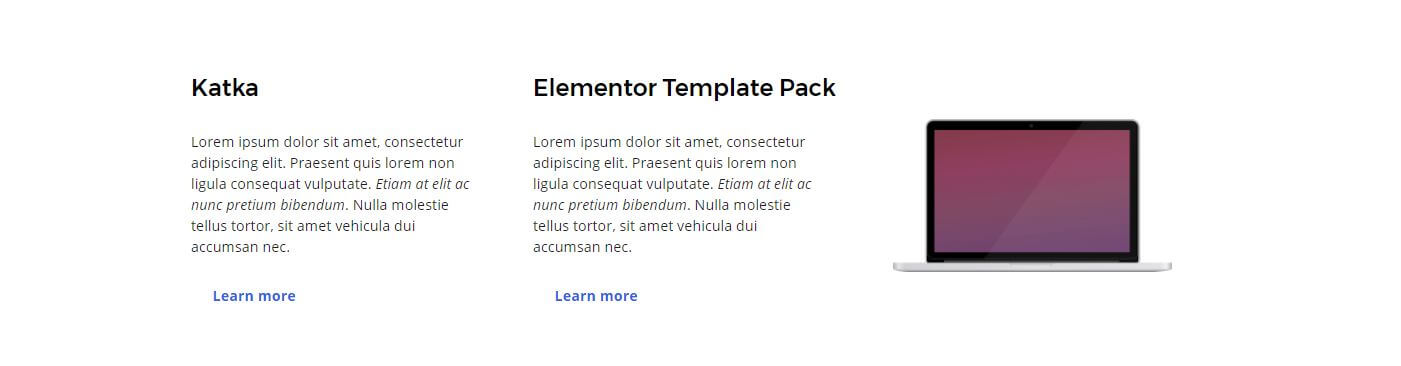 Katka
Lorem ipsum dolor sit amet, consectetur
adipiscing elit. Praesent quis lorem non
ligula consequat vulputate. Etiam at elit ac
nunc pretium bibendum. Nulla molestie
tellus tortor, sit amet vehicula dui
accumsan nec.
Learn more
Elementor Template Pack
Lorem ipsum dolor sit amet, consectetur
adipiscing elit. Praesent quis lorem non
ligula consequat vulputate. Etiam at elit ac
nunc pretium bibendum. Nulla molestie
tellus tortor, sit amet vehicula dui
accumsan nec.
Learn more